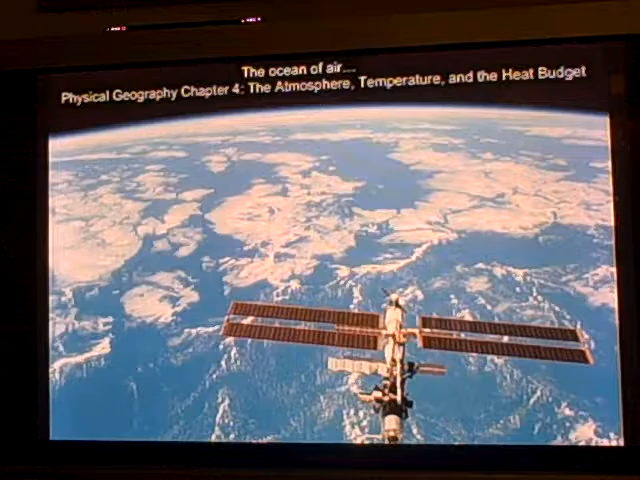 The ocean of air...
Physical Geography Chapter 4: The Atmosphere, Temperature, and the Heat Budget